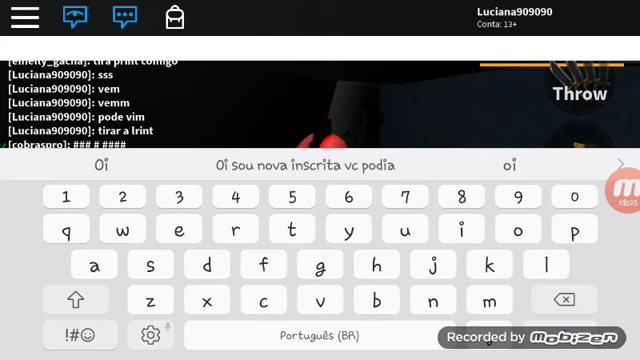 Luciana909090
Conta: 13+
[emelly_gacha]: tira print comigo
[Luciana909090]: sss
[Luciana909090]: vem
[Luciana909090]: vemm
[Luciana909090]: pode vim
[Luciana909090]: tirar a lrint
[cobraspro]: ### # ####
Throw
Oi
Oi sou nova inscrita vc podia
oi
1 2 3 4 5 6 7 8 9 0
q w e r t y u i o p
a s d f g h j k l
z x c v b n m
!#☺
Português (BR)
M
08:25
Recorded by Mobizen